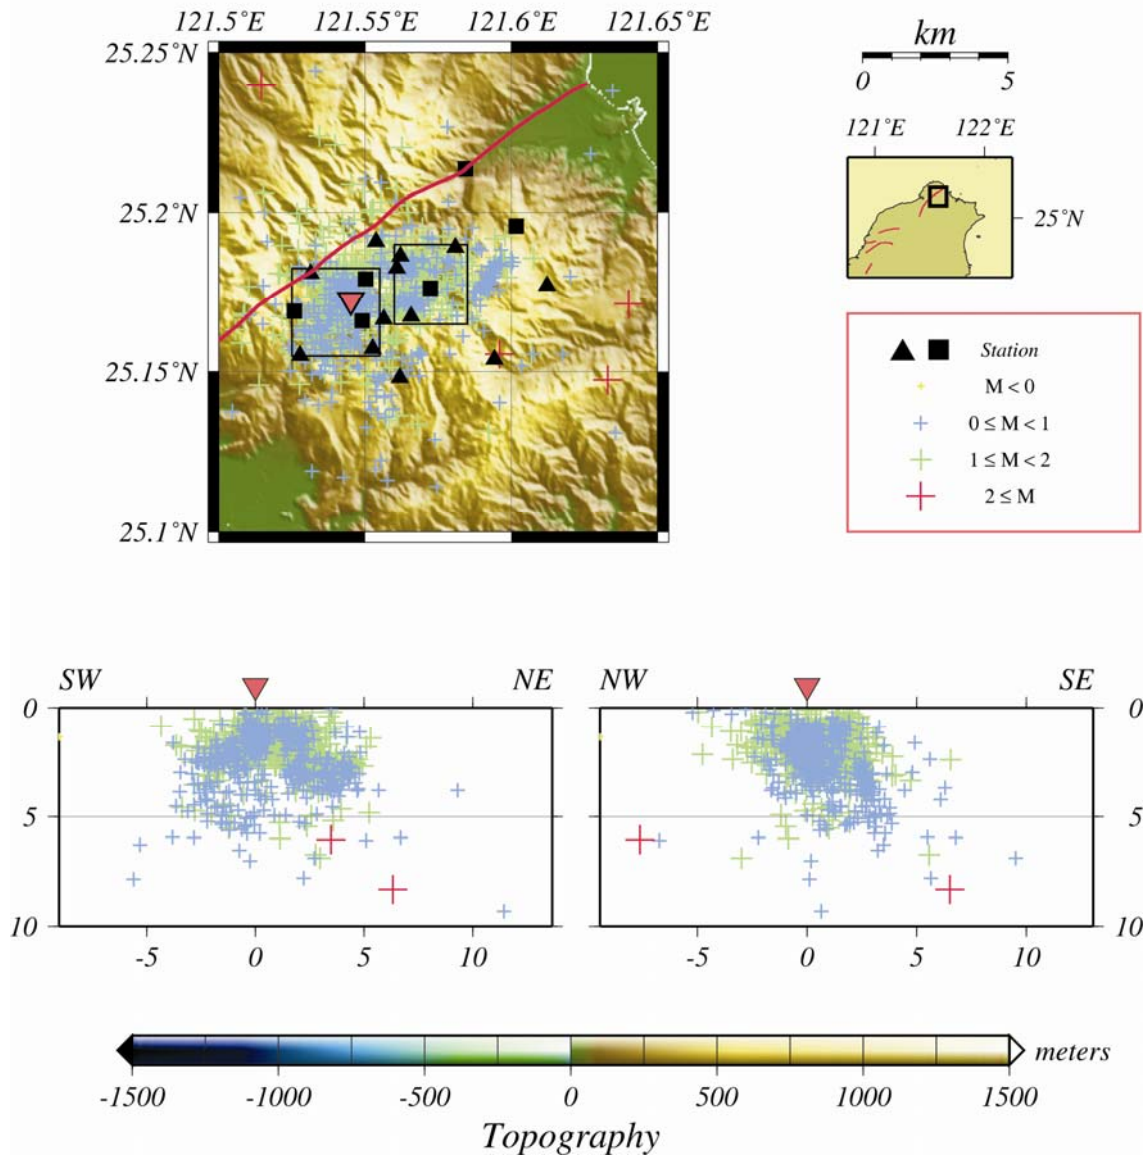 121.5˚E 121.55˚E 121.6˚E 121.65˚E
25.25˚N
25.2˚N
25.15˚N
25.1˚N
km
0 5
121˚E 122˚E
25˚N
Station
M < 0
0 ≤ M < 1
1 ≤ M < 2
2 ≤ M
SW NE NW SE
0 0
5 5
10 10
-5 0 5 10 -5 0 5 10
meters
-1500 -1000 -500 0 500 1000 1500
Topography